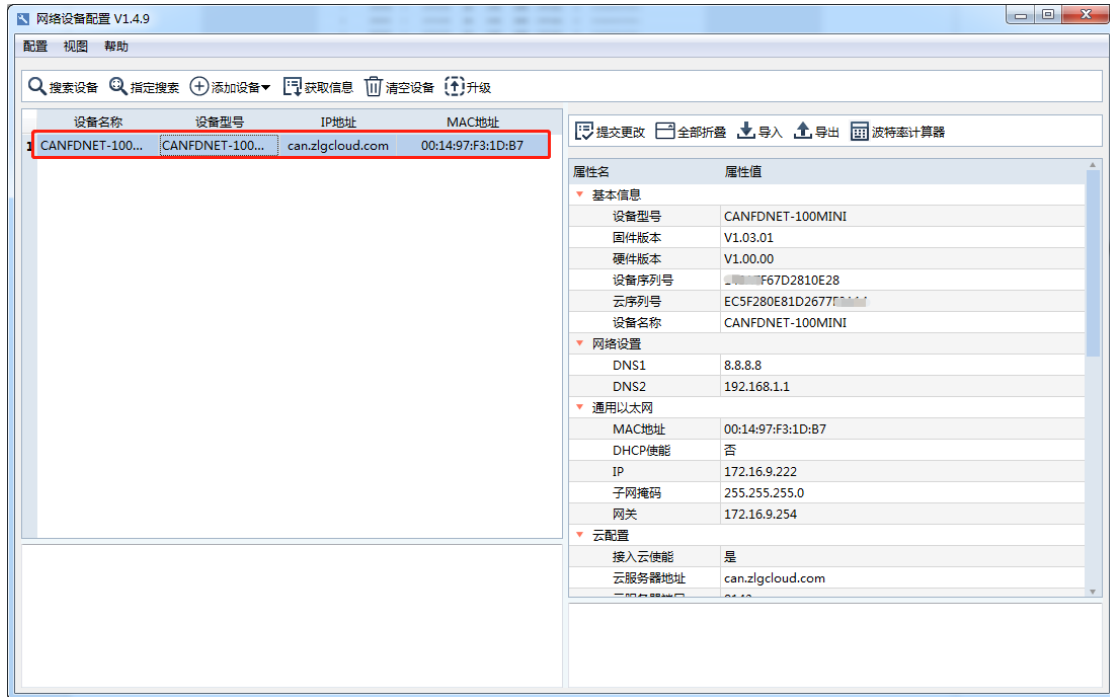 网络设备配置 V1.4.9
配置 视图 帮助
搜索设备 指定搜索 添加设备 获取信息 清空设备 升级
设备名称 设备型号 IP地址 MAC地址
1 CANFDNET-100... CANFDNET-100... can.zlgcloud.com 00:14:97:F3:1D:B7
提交更改 全部折叠 导入 导出 波特率计算器
属性名 属性值
基本信息
设备型号 CANFDNET-100MINI
固件版本 V1.03.01
硬件版本 V1.00.00
设备序列号 F67D2810E28
云序列号 EC5F280E81D2677
设备名称 CANFDNET-100MINI
网络设置
DNS1 8.8.8.8
DNS2 192.168.1.1
通用以太网
MAC地址 00:14:97:F3:1D:B7
DHCP使能 否
IP 172.16.9.222
子网掩码 255.255.255.0
网关 172.16.9.254
云配置
接入云使能 是
云服务器地址 can.zlgcloud.com